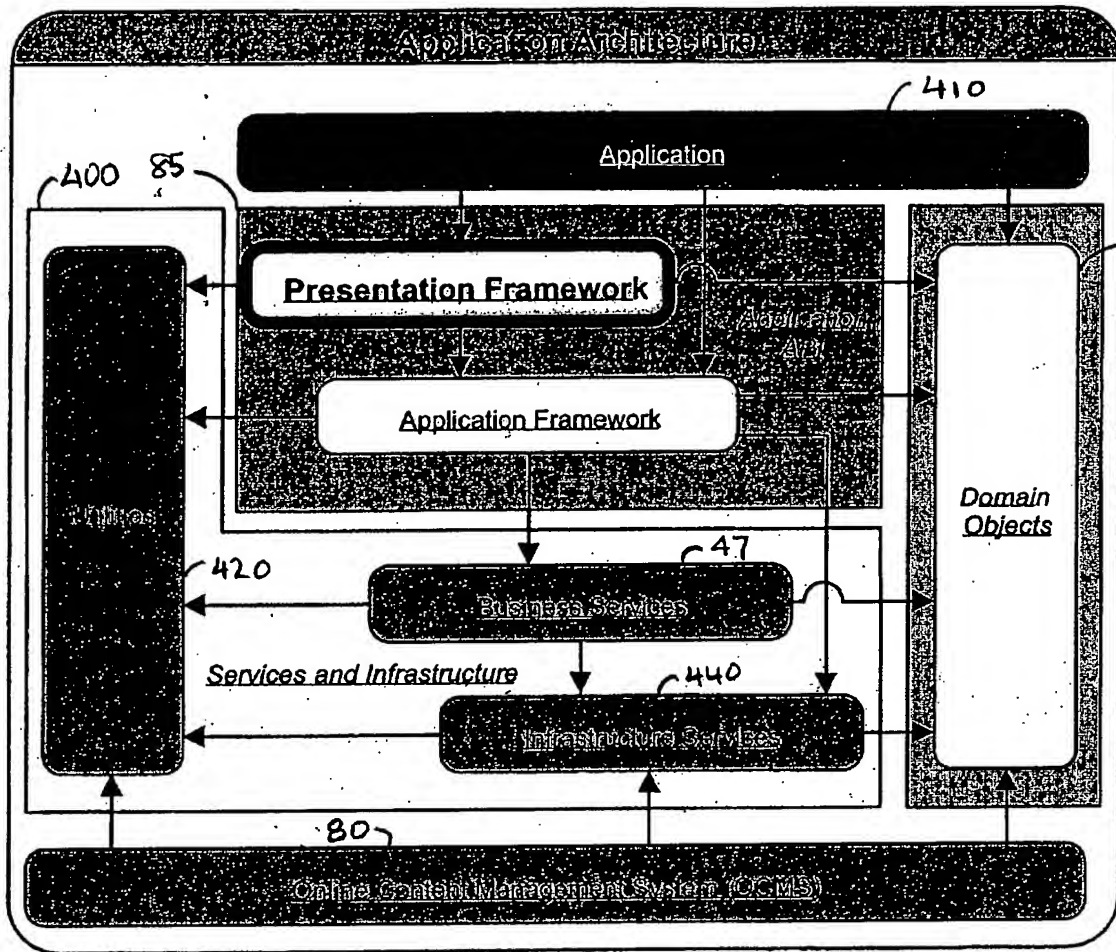 Application Architecture
410
Application
400
85
Presentation Framework
Application
API
Application Framework
Utilities
Domain
Objects
420
47
Business Services
Services and Infrastructure
440
Infrastructure Services
80
Online Content Management System (OCMS)